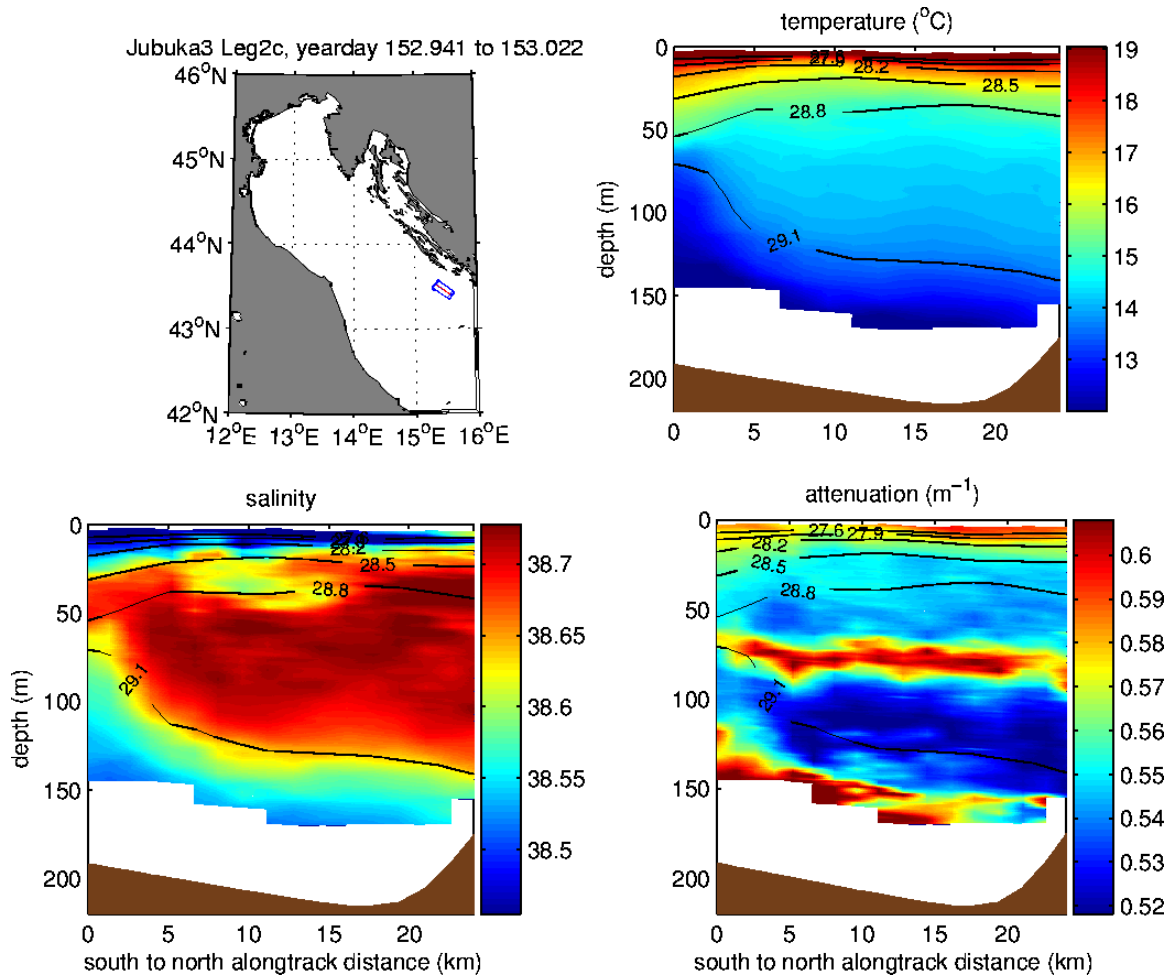 Jubuka3 Leg2c, yearday 152.941 to 153.022
46°N
45°N
44°N
43°N
42°N
12°E 13°E 14°E 15°E 16°E
temperature (°C)
0
50
100
150
200
depth (m)
28.2
28.5
28.8
29.1
0 5 10 15 20
19
18
17
16
15
14
13
salinity
0
50
100
150
200
depth (m)
28.2
28.5
28.8
29.1
0 5 10 15 20
south to north alongtrack distance (km)
38.7
38.65
38.6
38.55
38.5
attenuation (m⁻¹)
0
50
100
150
200
27.6
27.9
28.2
28.5
28.8
29.1
0 5 10 15 20
south to north alongtrack distance (km)
0.6
0.59
0.58
0.57
0.56
0.55
0.54
0.53
0.52